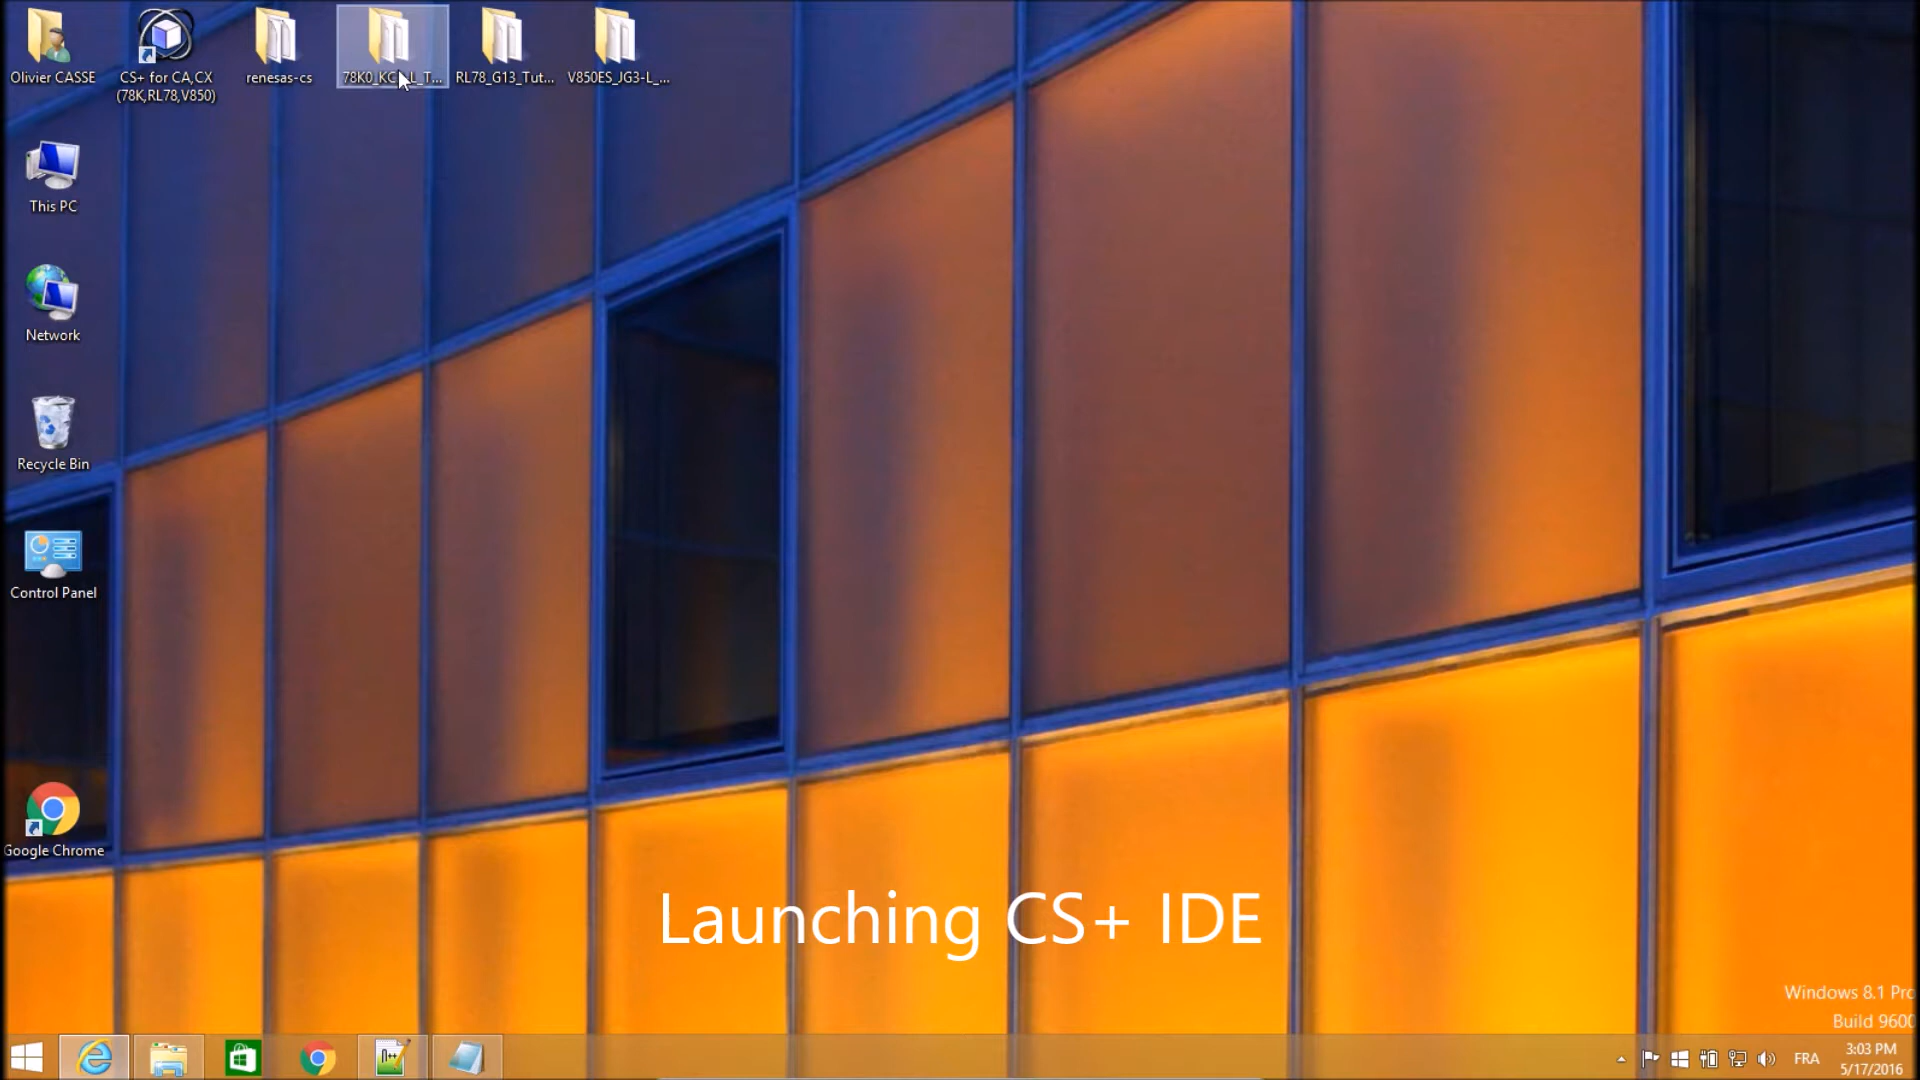 Olivier CASSE
CS+ for CA,CX
(78K,RL78,V850)
renesas-cs
RL78_G13_Tut...
V850ES_JG3-L_...
This PC
Network
Recycle Bin
Control Panel
Google Chrome
Launching CS+ IDE
Windows 8.1 Pro
Build 9600
FRA
3:03 PM
5/17/2016